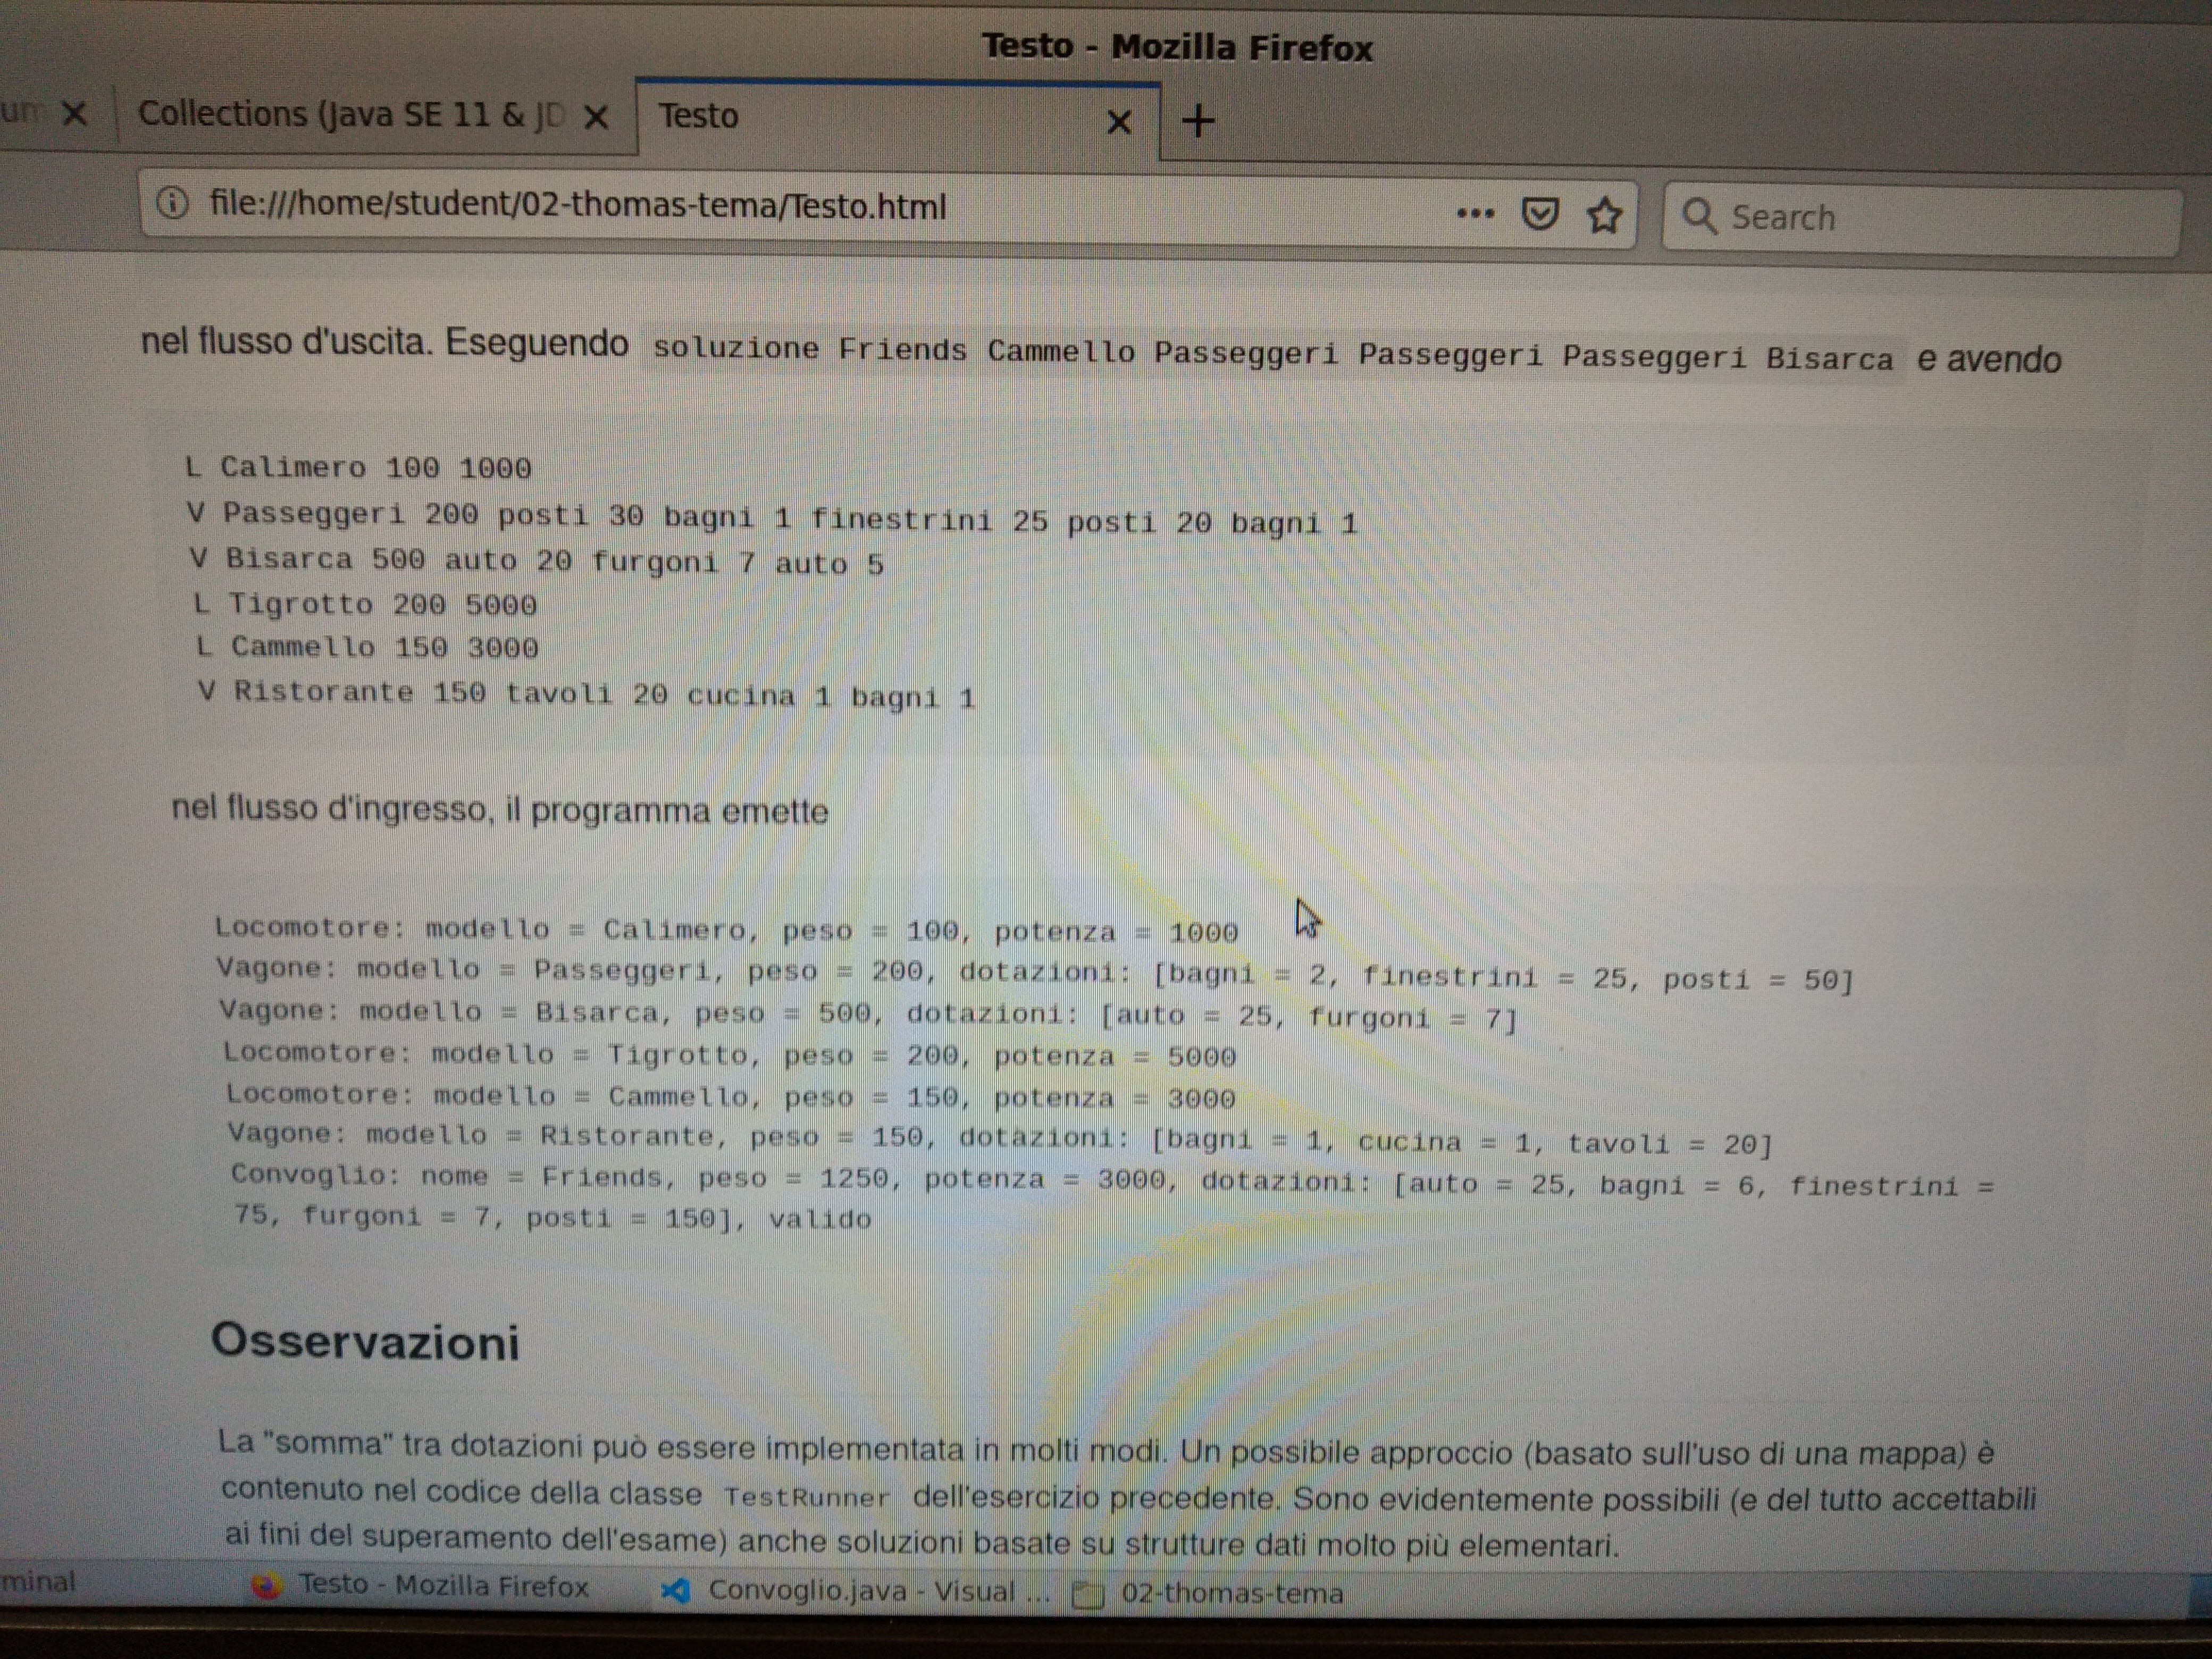 Testo - Mozilla Firefox
Collections (Java SE 11 & JD
Testo
file:///home/student/02-thomas-tema/Testo.html
Search
nel flusso d'uscita. Eseguendo soluzione Friends Cammello Passeggeri Passeggeri Passeggeri Bisarca e avendo
L Calimero 100 1000
V Passeggeri 200 posti 30 bagni 1 finestrini 25 posti 20 bagni 1
V Bisarca 500 auto 20 furgoni 7 auto 5
L Tigrotto 200 5000
L Cammello 150 3000
V Ristorante 150 tavoli 20 cucina 1 bagni 1
nel flusso d'ingresso, il programma emette
Locomotore: modello = Calimero, peso = 100, potenza = 1000
Vagone: modello = Passeggeri, peso = 200, dotazioni: [bagni = 2, finestrini = 25, posti = 50]
Vagone: modello = Bisarca, peso = 500, dotazioni: [auto = 25, furgoni = 7]
Locomotore: modello = Tigrotto, peso = 200, potenza = 5000
Locomotore: modello = Cammello, peso = 150, potenza = 3000
Vagone: modello = Ristorante, peso = 150, dotazioni: [bagni = 1, cucina = 1, tavoli = 20]
Convoglio: nome = Friends, peso = 1250, potenza = 3000, dotazioni: [auto = 25, bagni = 6, finestrini =
75, furgoni = 7, posti = 150], valido
Osservazioni
La "somma" tra dotazioni può essere implementata in molti modi. Un possibile approccio (basato sull'uso di una mappa) è
contenuto nel codice della classe TestRunner dell'esercizio precedente. Sono evidentemente possibili (e del tutto accettabili
ai fini del superamento dell'esame) anche soluzioni basate su strutture dati molto più elementari.
minal
Testo - Mozilla Firefox
Convoglio.java - Visual ...
02-thomas-tema